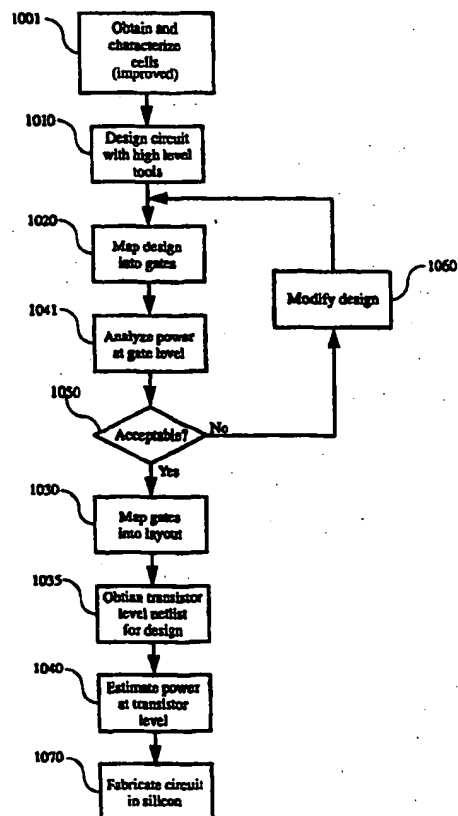 1001
Obtain and
characterize
cells
(improved)
1010
Design circuit
with high level
tools
1020
Map design
into gates
1060
Modify design
1041
Analyze power
at gate level
1050
Acceptable?
No
Yes
1030
Map gates
into layout
1035
Obtian transistor
level netlist
for design
1040
Estimate power
at transistor
level
1070
Fabricate circuit
in silicon